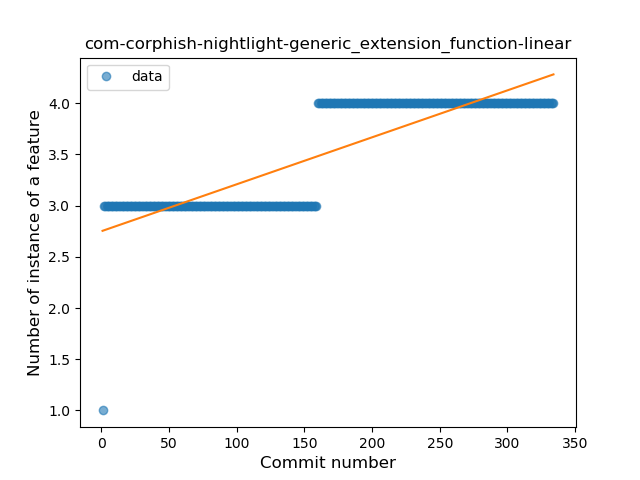 com-corphish-nightlight-generic_extension_function-linear
data
Number of instance of a feature
4.0
3.5
3.0
2.5
2.0
1.5
1.0
0 50 100 150 200 250 300 350
Commit number